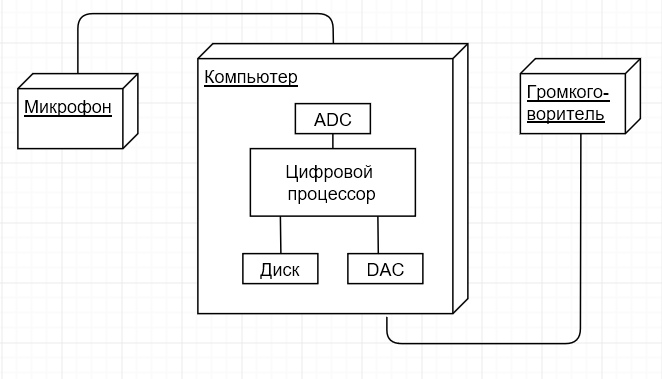 Компьютер
Микрофон
Громкого-
воритель
ADC
Цифровой
процессор
Диск
DAC